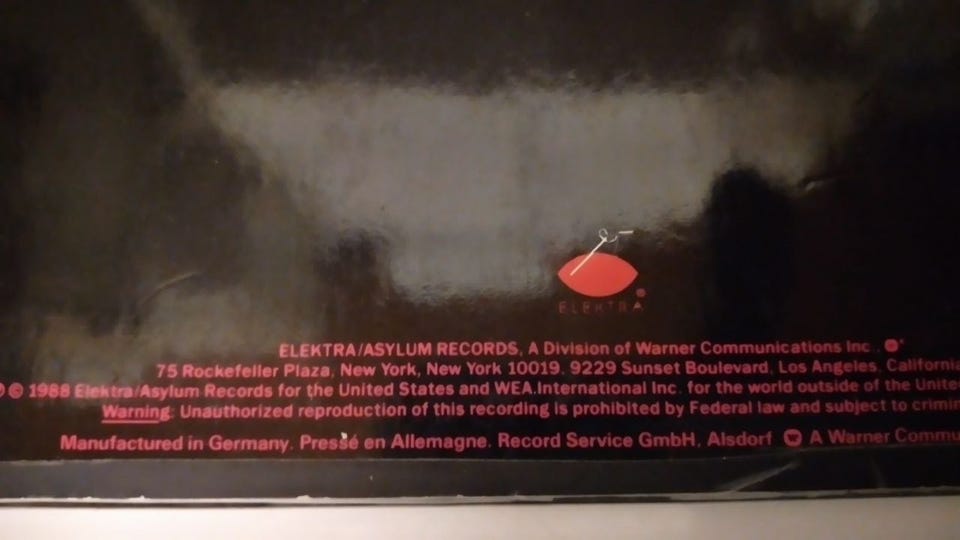 ELEKTRA
ELEKTRA/ASYLUM RECORDS, A Division of Warner Communications Inc.
75 Rockefeller Plaza, New York, New York 10019. 9229 Sunset Boulevard, Los Angeles, California
℗ © 1988 Elektra/Asylum Records for the United States and WEA International Inc. for the world outside of the Unite
Warning: Unauthorized reproduction of this recording is prohibited by Federal law and subject to crimin
Manufactured in Germany. Pressé en Allemagne. Record Service GmbH, Alsdorf A Warner Commu